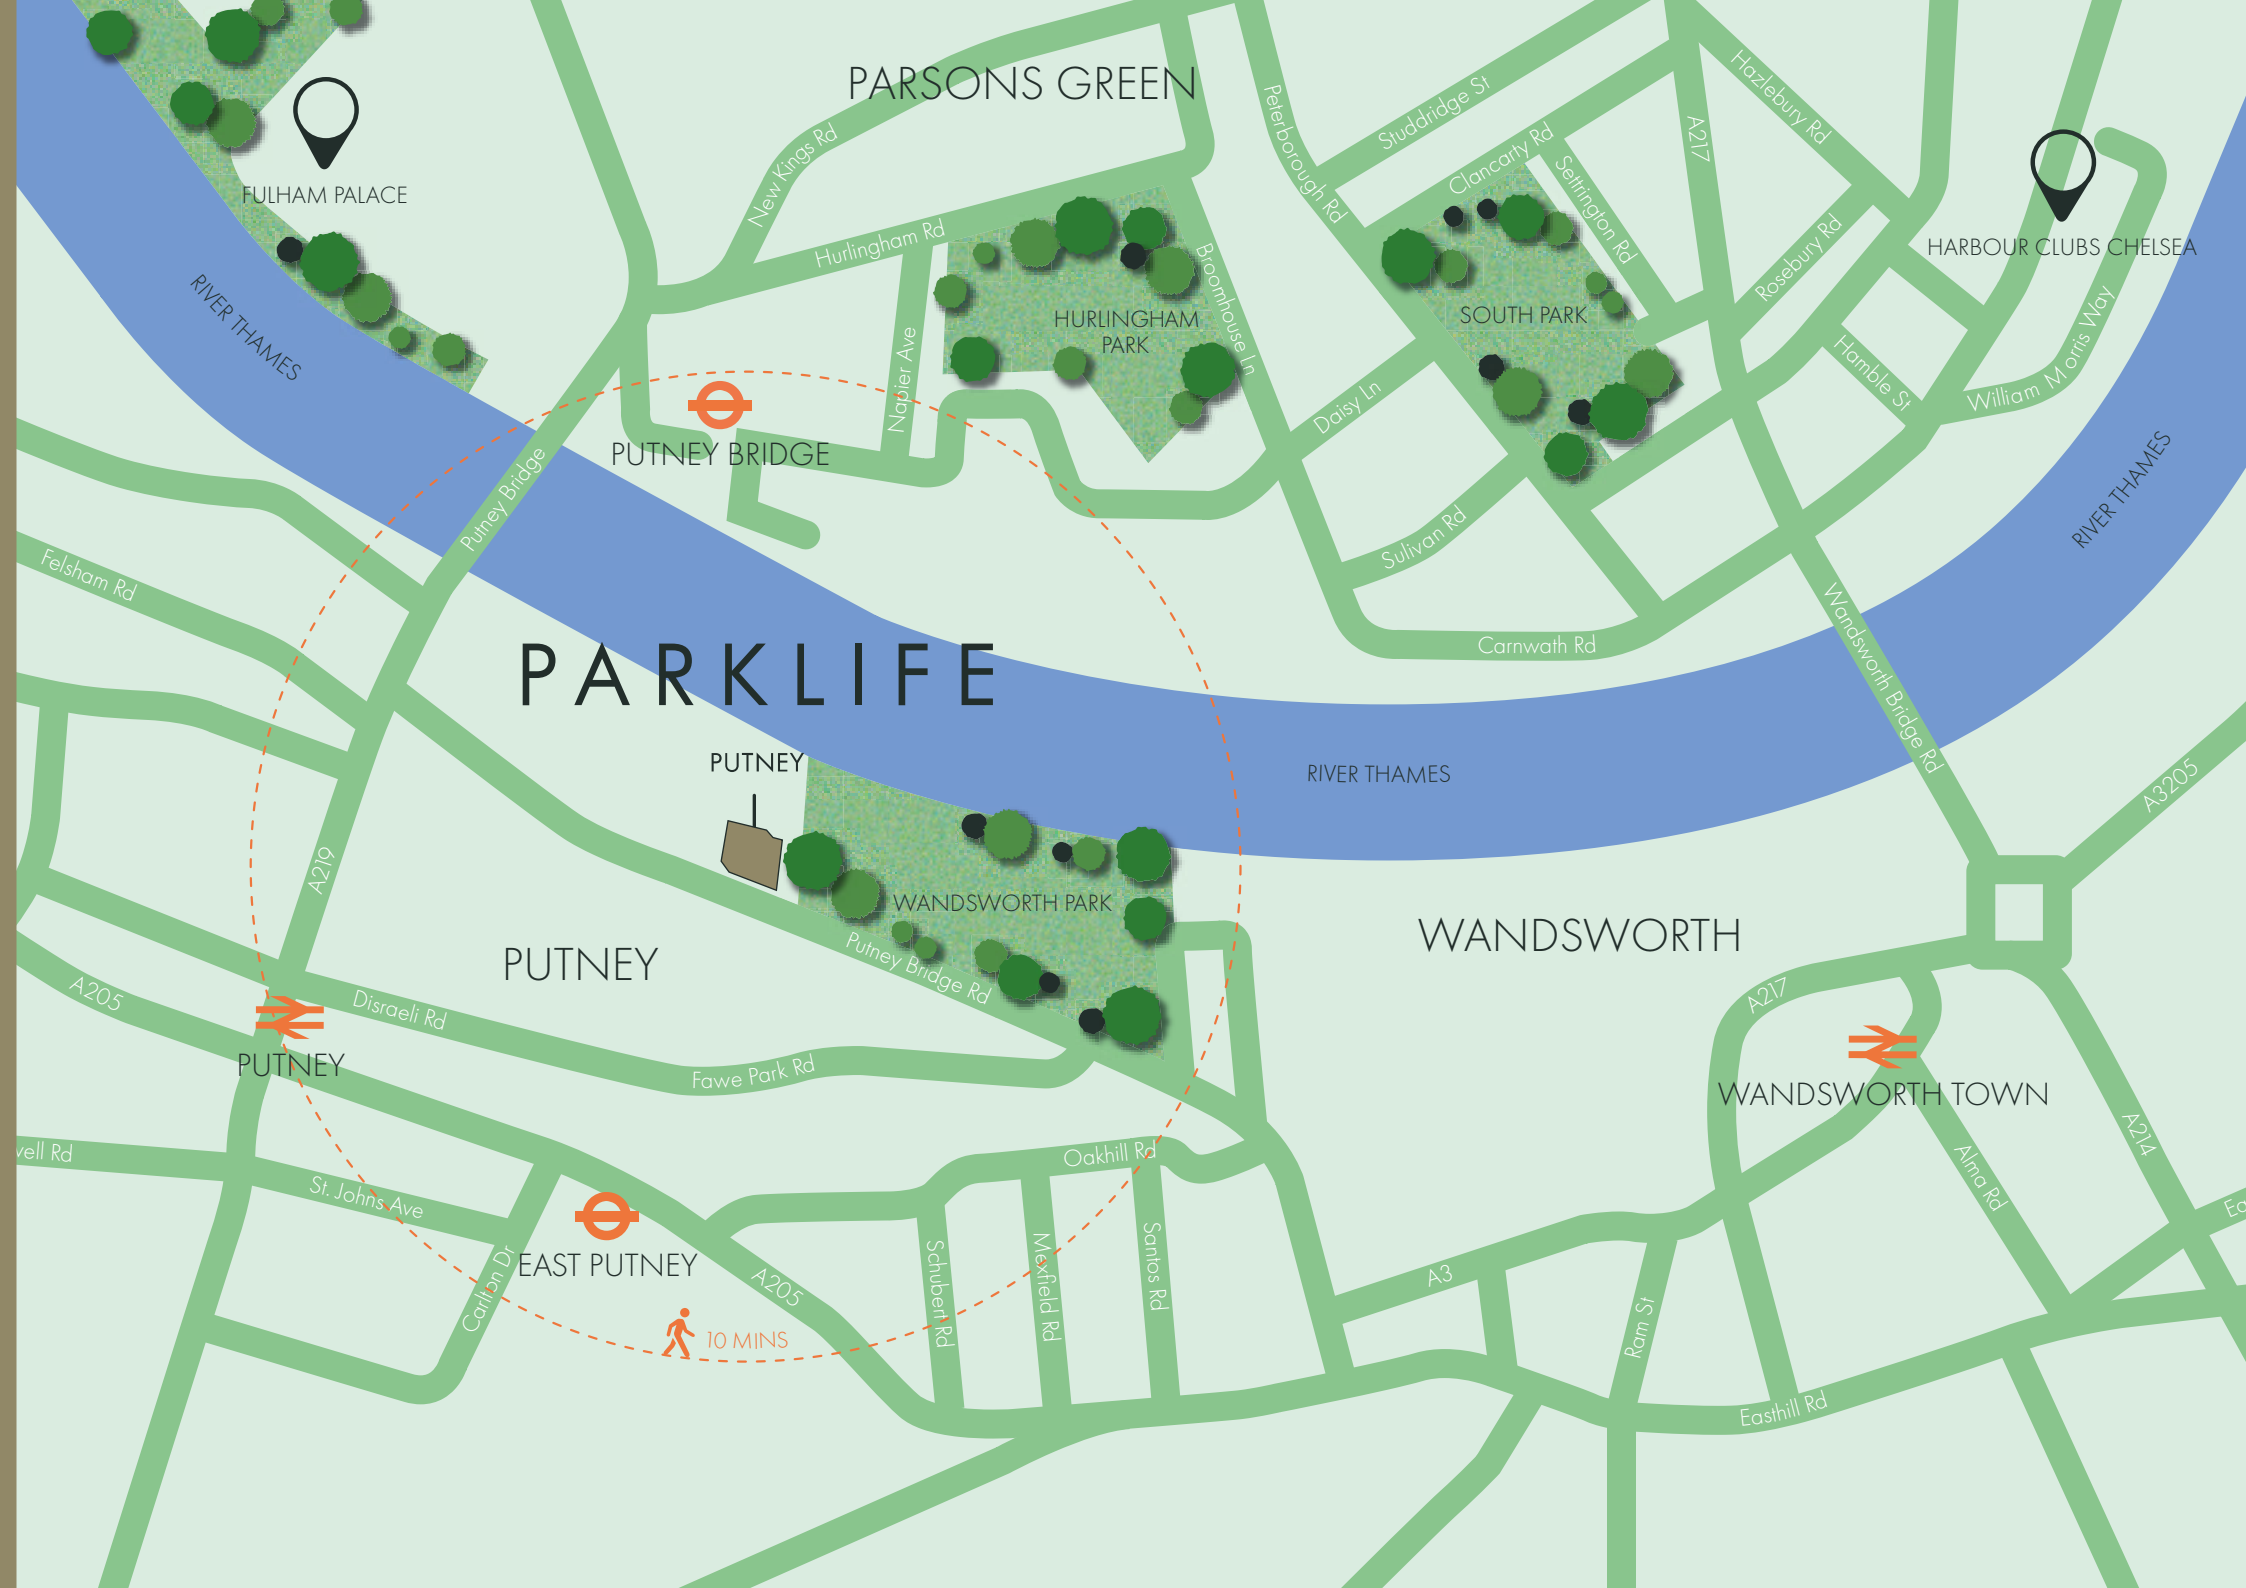 PARSONS GREEN
Studdridge St
Hazlebury Rd
A217
Peterborough Rd
New Kings Rd
Clancarty Rd
Settrington Rd
FULHAM PALACE
HARBOUR CLUBS CHELSEA
Hurlingham Rd
Broomhouse Ln
Rosebury Rd
RIVER THAMES
HURLINGHAM
PARK
SOUTH PARK
Napier Ave
Hamble St
William Morris Way
Daisy Ln
PUTNEY BRIDGE
Putney Bridge
RIVER THAMES
Sulivan Rd
Felsham Rd
Carnwath Rd
Wandsworth Bridge Rd
PARKLIFE
PUTNEY
RIVER THAMES
A3205
A219
WANDSWORTH PARK
WANDSWORTH
PUTNEY
Putney Bridge Rd
A205
Disraeli Rd
A217
PUTNEY
Fawe Park Rd
WANDSWORTH TOWN
A214
vell Rd
Oakhill Rd
St. Johns Ave
Alma Rd
Ea
EAST PUTNEY
Carlton Dr
A205
Schubert Rd
Mexfield Rd
Santos Rd
A3
Ram St
10 MINS
Easthill Rd